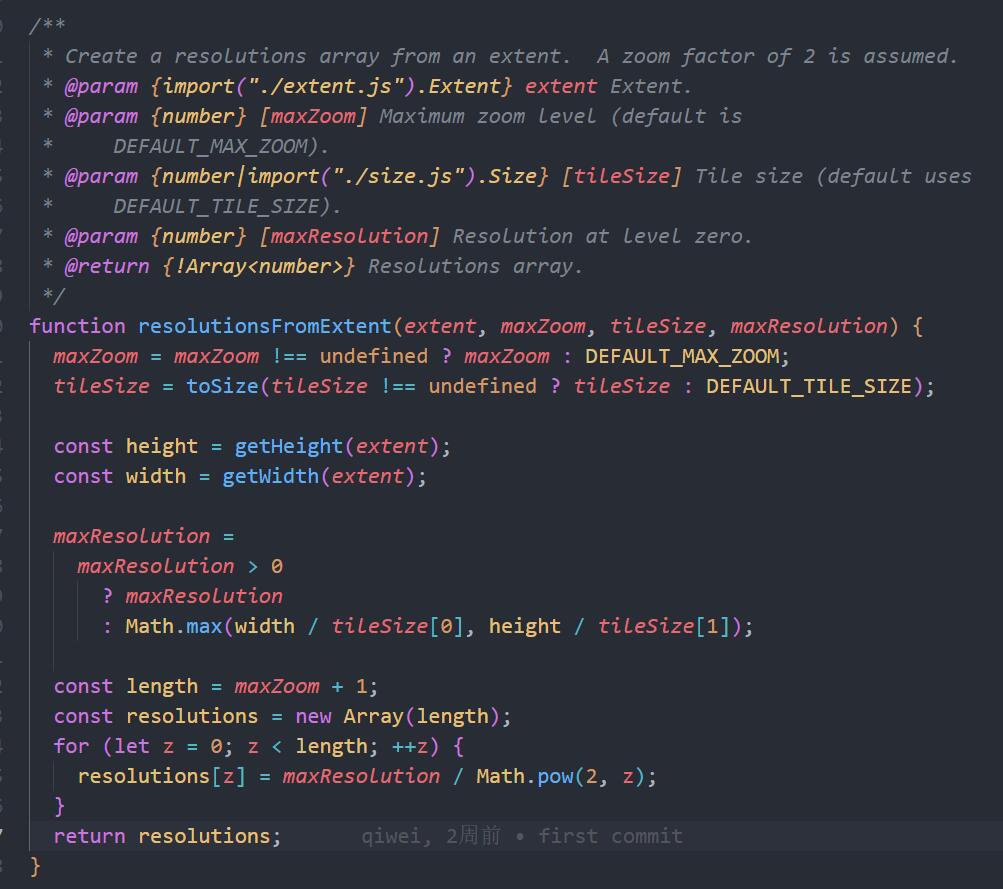 /**
 * Create a resolutions array from an extent.  A zoom factor of 2 is assumed.
 * @param {import("./extent.js").Extent} extent Extent.
 * @param {number} [maxZoom] Maximum zoom level (default is
 *     DEFAULT_MAX_ZOOM).
 * @param {number|import("./size.js").Size} [tileSize] Tile size (default uses
 *     DEFAULT_TILE_SIZE).
 * @param {number} [maxResolution] Resolution at level zero.
 * @return {!Array<number>} Resolutions array.
 */
function resolutionsFromExtent(extent, maxZoom, tileSize, maxResolution) {
  maxZoom = maxZoom !== undefined ? maxZoom : DEFAULT_MAX_ZOOM;
  tileSize = toSize(tileSize !== undefined ? tileSize : DEFAULT_TILE_SIZE);

  const height = getHeight(extent);
  const width = getWidth(extent);

  maxResolution =
    maxResolution > 0
      ? maxResolution
      : Math.max(width / tileSize[0], height / tileSize[1]);

  const length = maxZoom + 1;
  const resolutions = new Array(length);
  for (let z = 0; z < length; ++z) {
    resolutions[z] = maxResolution / Math.pow(2, z);
  }
  return resolutions;       qiwei, 2周前 • first commit
}